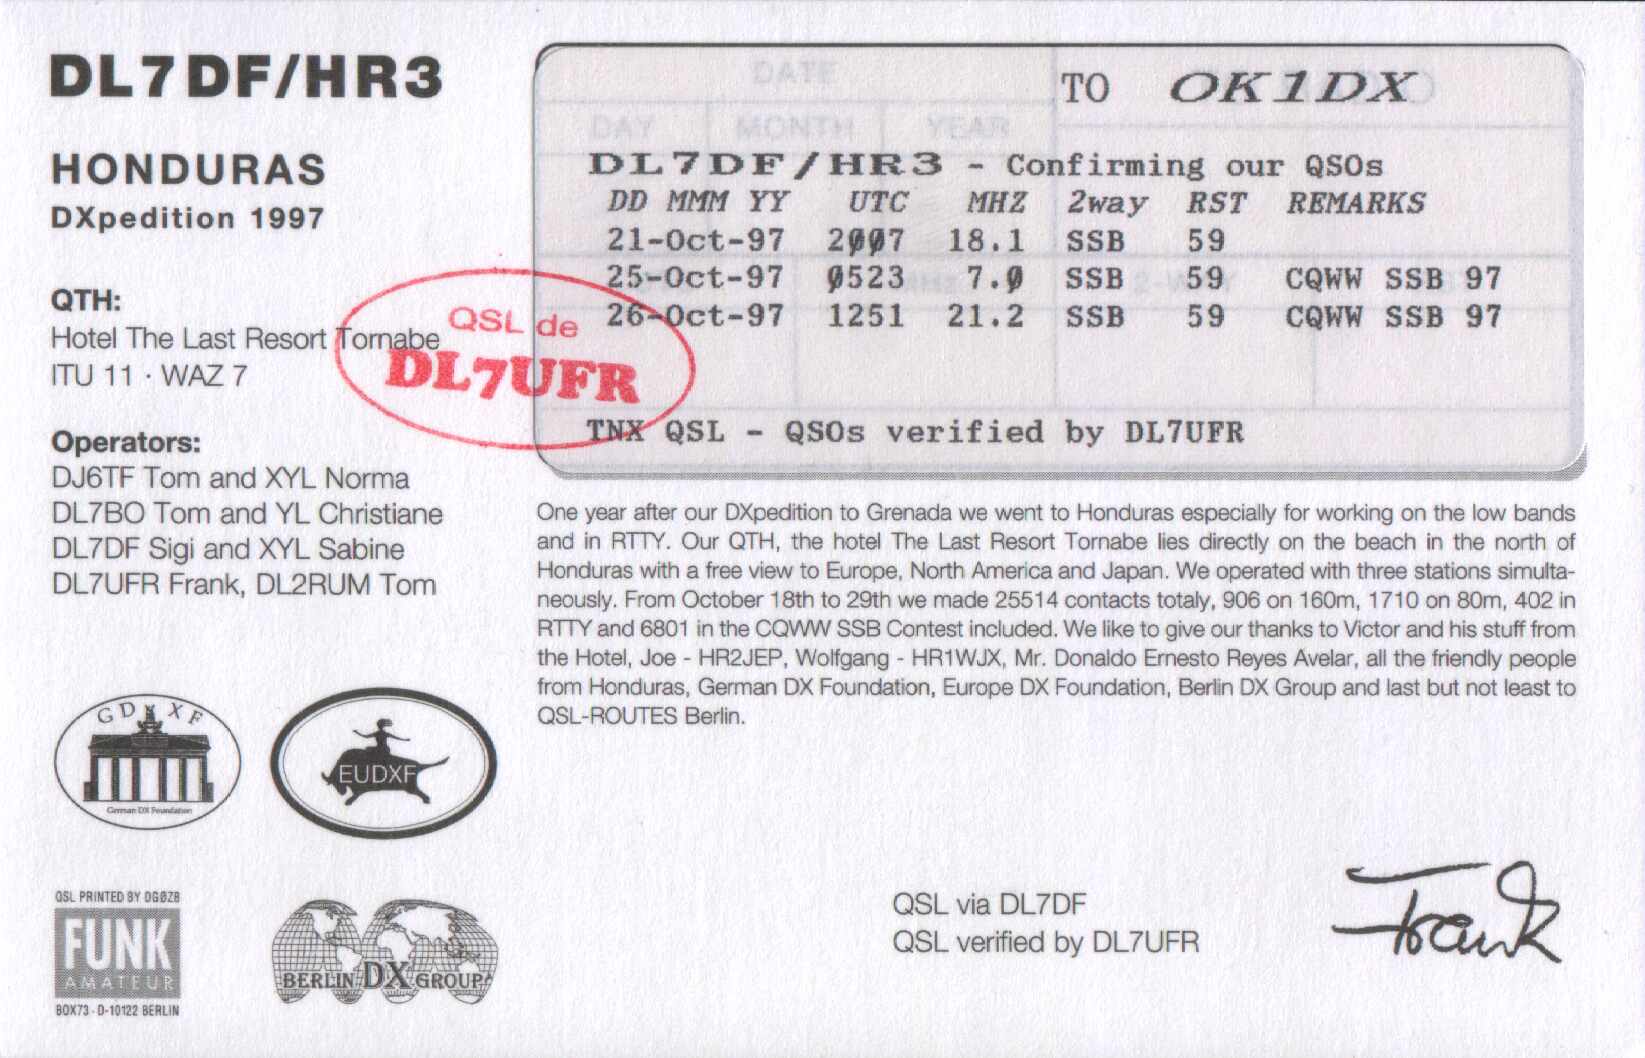 DL7DF/HR3
HONDURAS
DXpedition 1997
QTH:
Hotel The Last Resort Tornabe
ITU 11 · WAZ 7
Operators:
DJ6TF Tom and XYL Norma
DL7BO Tom and YL Christiane
DL7DF Sigi and XYL Sabine
DL7UFR Frank, DL2RUM Tom
QSL de
DL7UFR
DATE
DAY MONTH YEAR
MHz 2-WAY
TO OK1DX
DL7DF/HR3 - Confirming our QSOs
DD MMM YY UTC MHZ 2way RST REMARKS
21-Oct-97 2007 18.1 SSB 59
25-Oct-97 0523 7.0 SSB 59 CQWW SSB 97
26-Oct-97 1251 21.2 SSB 59 CQWW SSB 97
TNX QSL - QSOs verified by DL7UFR
One year after our DXpedition to Grenada we went to Honduras especially for working on the low bands
and in RTTY. Our QTH, the hotel The Last Resort Tornabe lies directly on the beach in the north of
Honduras with a free view to Europe, North America and Japan. We operated with three stations simulta-
neously. From October 18th to 29th we made 25514 contacts totaly, 906 on 160m, 1710 on 80m, 402 in
RTTY and 6801 in the CQWW SSB Contest included. We like to give our thanks to Victor and his stuff from
the Hotel, Joe - HR2JEP, Wolfgang - HR1WJX, Mr. Donaldo Ernesto Reyes Avelar, all the friendly people
from Honduras, German DX Foundation, Europe DX Foundation, Berlin DX Group and last but not least to
QSL-ROUTES Berlin.
GDXF
German DX Foundation
EUDXF
QSL PRINTED BY DGØZB
FUNK
AMATEUR
BOX73 · D-10122 BERLIN
BERLIN DX GROUP
QSL via DL7DF
QSL verified by DL7UFR
Frank